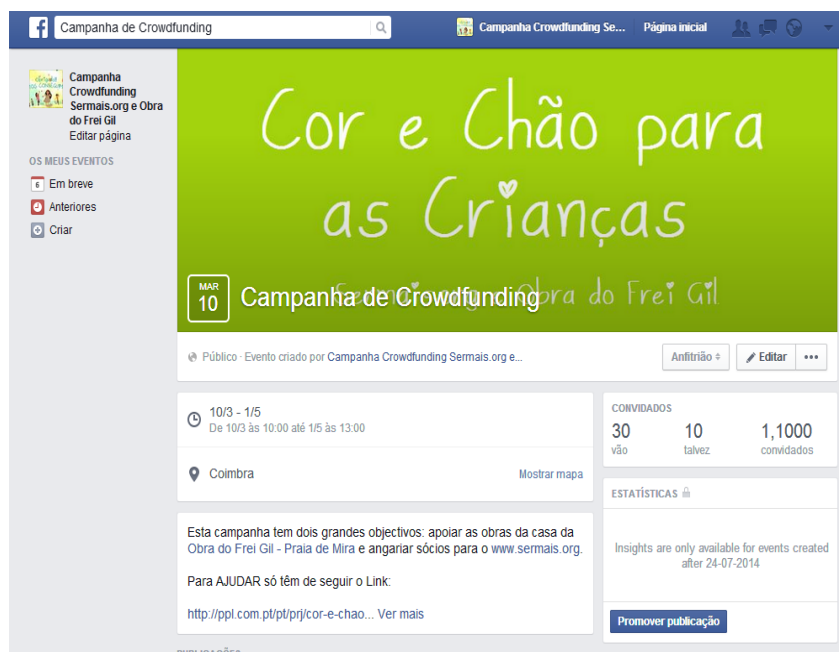 Campanha de Crowdfunding
Campanha Crowdfunding Se... Página inicial
Campanha
Crowdfunding
Sermais.org e Obra
do Frei Gil
Editar página
OS MEUS EVENTOS
6 Em breve
Anteriores
Criar
Cor e Chão para
as Crianças
Sermais.org e Obra do Frei Gil
MAR
10
Campanha de Crowdfunding
Público · Evento criado por Campanha Crowdfunding Sermais.org e...
Anfitrião
Editar
10/3 - 1/5
De 10/3 às 10:00 até 1/5 às 13:00
Coimbra Mostrar mapa
Esta campanha tem dois grandes objectivos: apoiar as obras da casa da
Obra do Frei Gil - Praia de Mira e angariar sócios para o www.sermais.org.
Para AJUDAR só têm de seguir o Link:
http://ppl.com.pt/pt/prj/cor-e-chao... Ver mais
CONVIDADOS
30 10 1,1000
vão talvez convidados
ESTATÍSTICAS
Insights are only available for events created
after 24-07-2014
Promover publicação